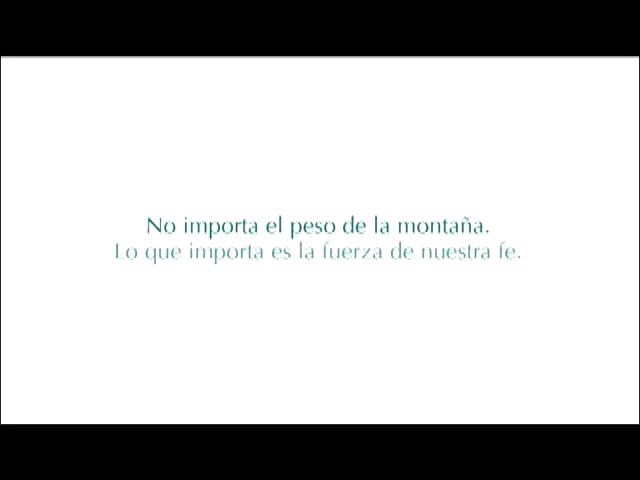 No importa el peso de la montaña.
Lo que importa es la fuerza de nuestra fe.